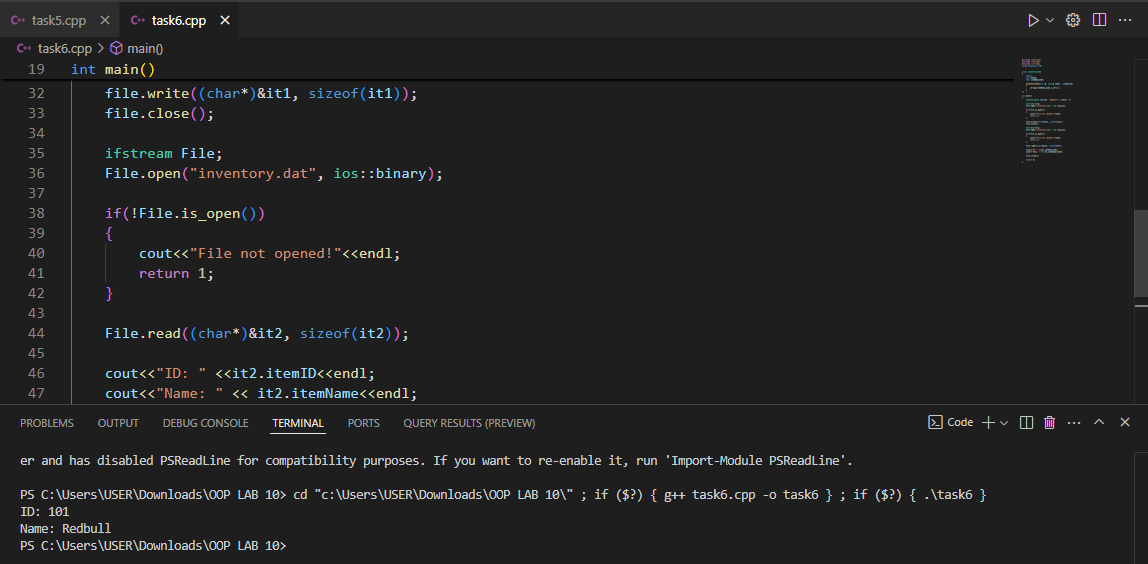 C++ task5.cpp × C++ task6.cpp ×
C++ task6.cpp > main()
19 int main()
32 file.write((char*)&it1, sizeof(it1));
33 file.close();
34
35 ifstream File;
36 File.open("inventory.dat", ios::binary);
37
38 if(!File.is_open())
39 {
40 cout<<"File not opened!"<<endl;
41 return 1;
42 }
43
44 File.read((char*)&it2, sizeof(it2));
45
46 cout<<"ID: " <<it2.itemID<<endl;
47 cout<<"Name: " << it2.itemName<<endl;
PROBLEMS OUTPUT DEBUG CONSOLE TERMINAL PORTS QUERY RESULTS (PREVIEW) Code
er and has disabled PSReadLine for compatibility purposes. If you want to re-enable it, run 'Import-Module PSReadLine'.
PS C:\Users\USER\Downloads\OOP LAB 10> cd "c:\Users\USER\Downloads\OOP LAB 10\" ; if ($?) { g++ task6.cpp -o task6 } ; if ($?) { .\task6 }
ID: 101
Name: Redbull
PS C:\Users\USER\Downloads\OOP LAB 10>